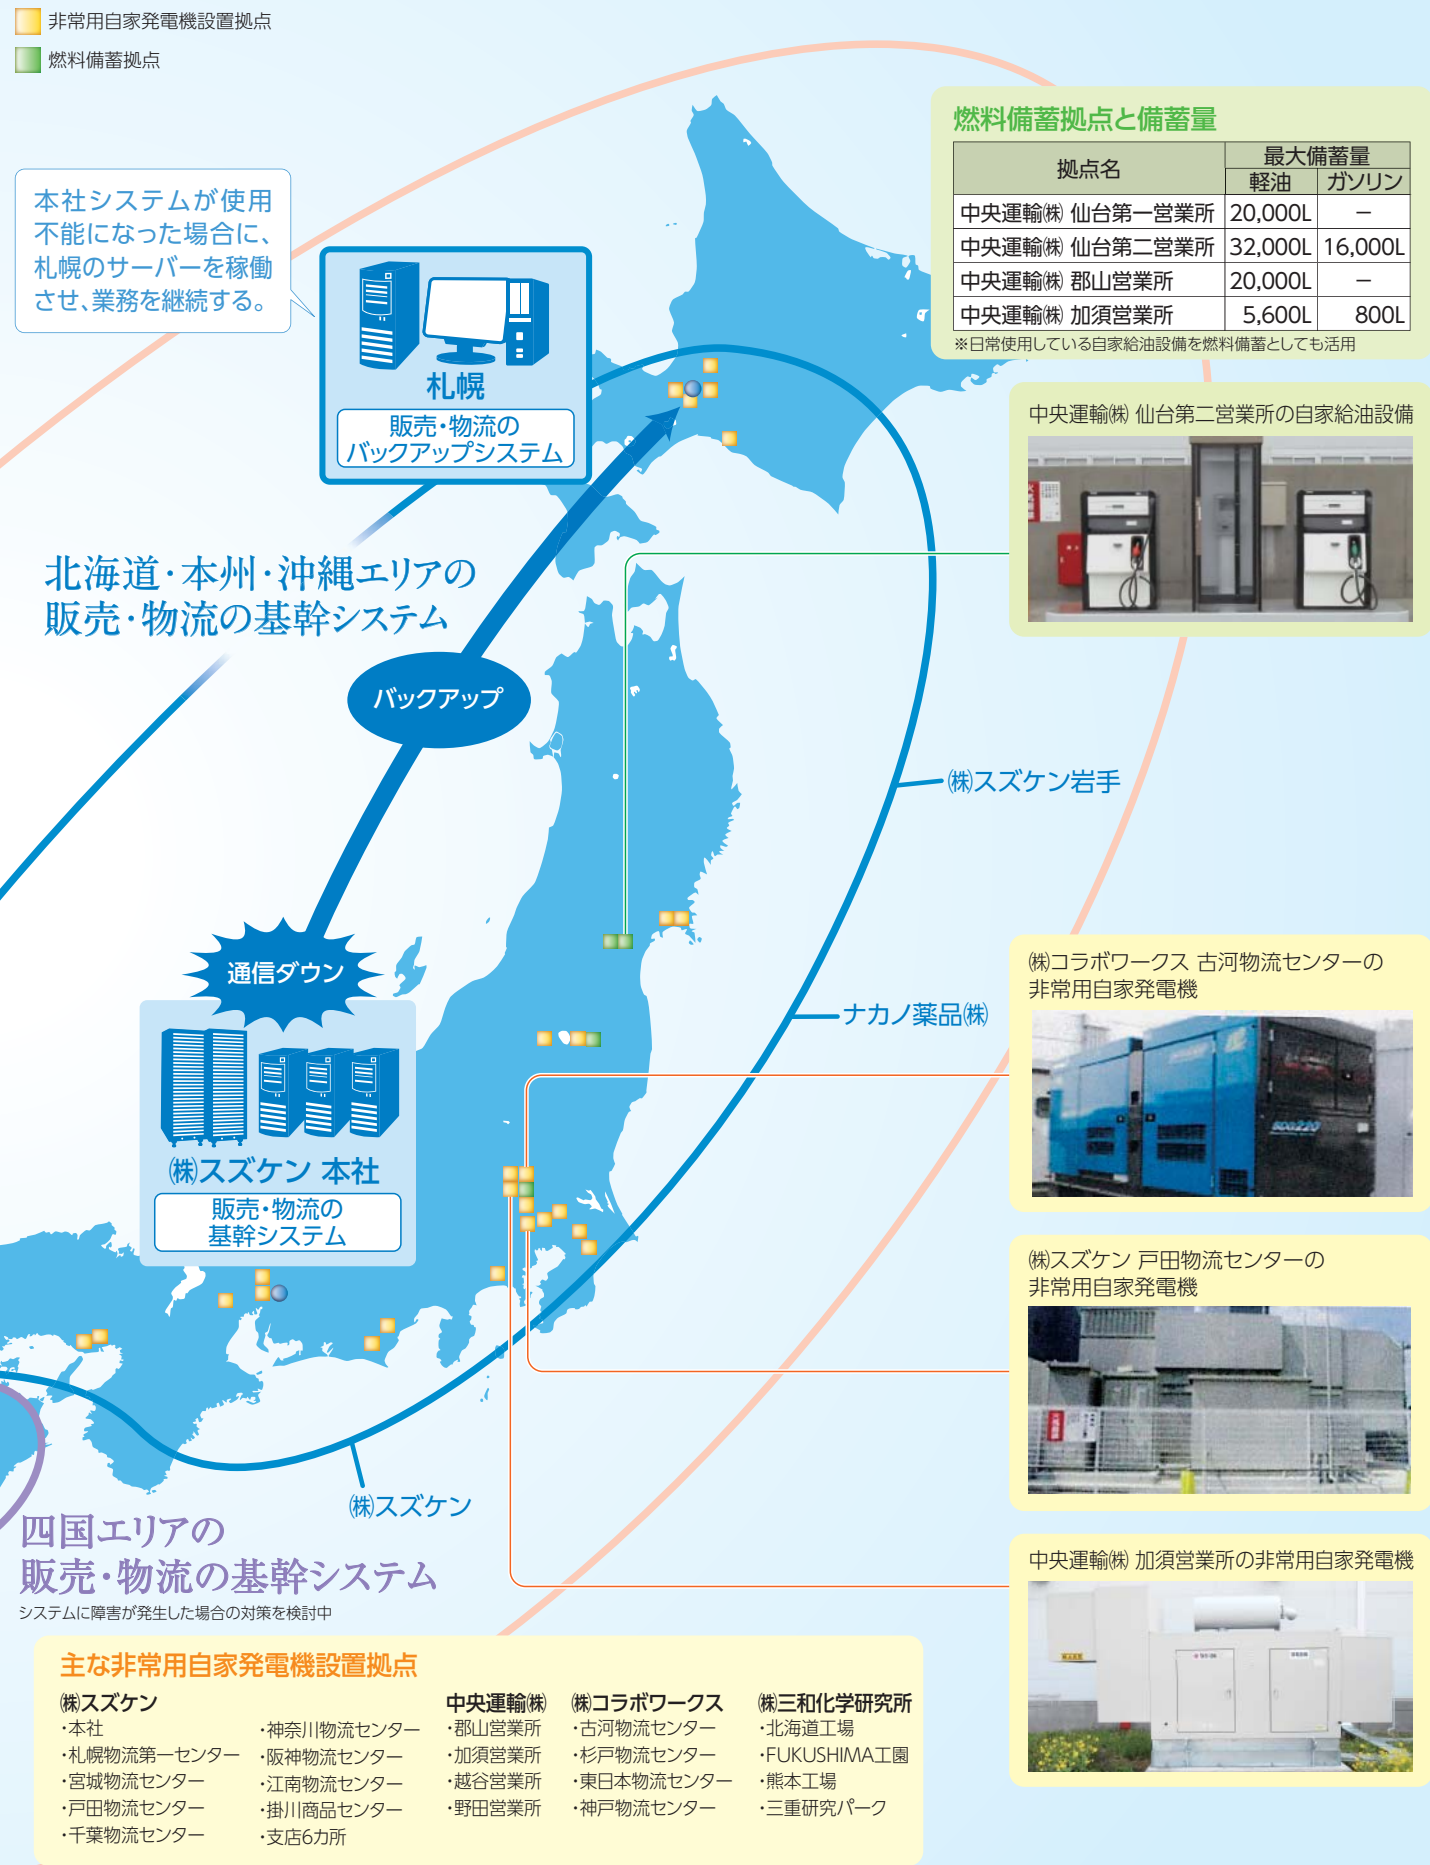 非常用自家発電機設置拠点
燃料備蓄拠点
本社システムが使用
不能になった場合に、
札幌のサーバーを稼働
させ、業務を継続する。
札幌
販売・物流の
バックアップシステム
北海道・本州・沖縄エリアの
販売・物流の基幹システム
バックアップ
通信ダウン
㈱スズケン 本社
販売・物流の
基幹システム
㈱スズケン岩手
ナカノ薬品㈱
㈱スズケン
四国エリアの
販売・物流の基幹システム
システムに障害が発生した場合の対策を検討中
燃料備蓄拠点と備蓄量
拠点名 最大備蓄量
軽油 ガソリン
中央運輸㈱ 仙台第一営業所 20,000L −
中央運輸㈱ 仙台第二営業所 32,000L 16,000L
中央運輸㈱ 郡山営業所 20,000L −
中央運輸㈱ 加須営業所 5,600L 800L
※日常使用している自家給油設備を燃料備蓄としても活用
中央運輸㈱ 仙台第二営業所の自家給油設備
㈱コラボワークス 古河物流センターの
非常用自家発電機
SDG220
㈱スズケン 戸田物流センターの
非常用自家発電機
中央運輸㈱ 加須営業所の非常用自家発電機
主な非常用自家発電機設置拠点
㈱スズケン
・本社
・札幌物流第一センター
・宮城物流センター
・戸田物流センター
・千葉物流センター
・神奈川物流センター
・阪神物流センター
・江南物流センター
・掛川商品センター
・支店6カ所
中央運輸㈱
・郡山営業所
・加須営業所
・越谷営業所
・野田営業所
㈱コラボワークス
・古河物流センター
・杉戸物流センター
・東日本物流センター
・神戸物流センター
㈱三和化学研究所
・北海道工場
・FUKUSHIMA工園
・熊本工場
・三重研究パーク